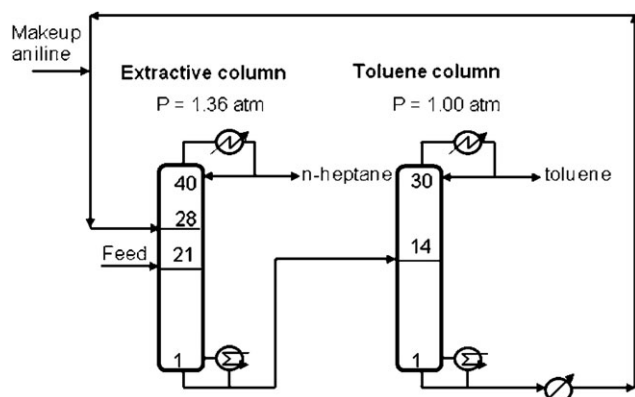 Makeup
aniline
Extractive column
P = 1.36 atm
Toluene column
P = 1.00 atm
40
n-heptane
30
toluene
28
Feed
21
14
1
1